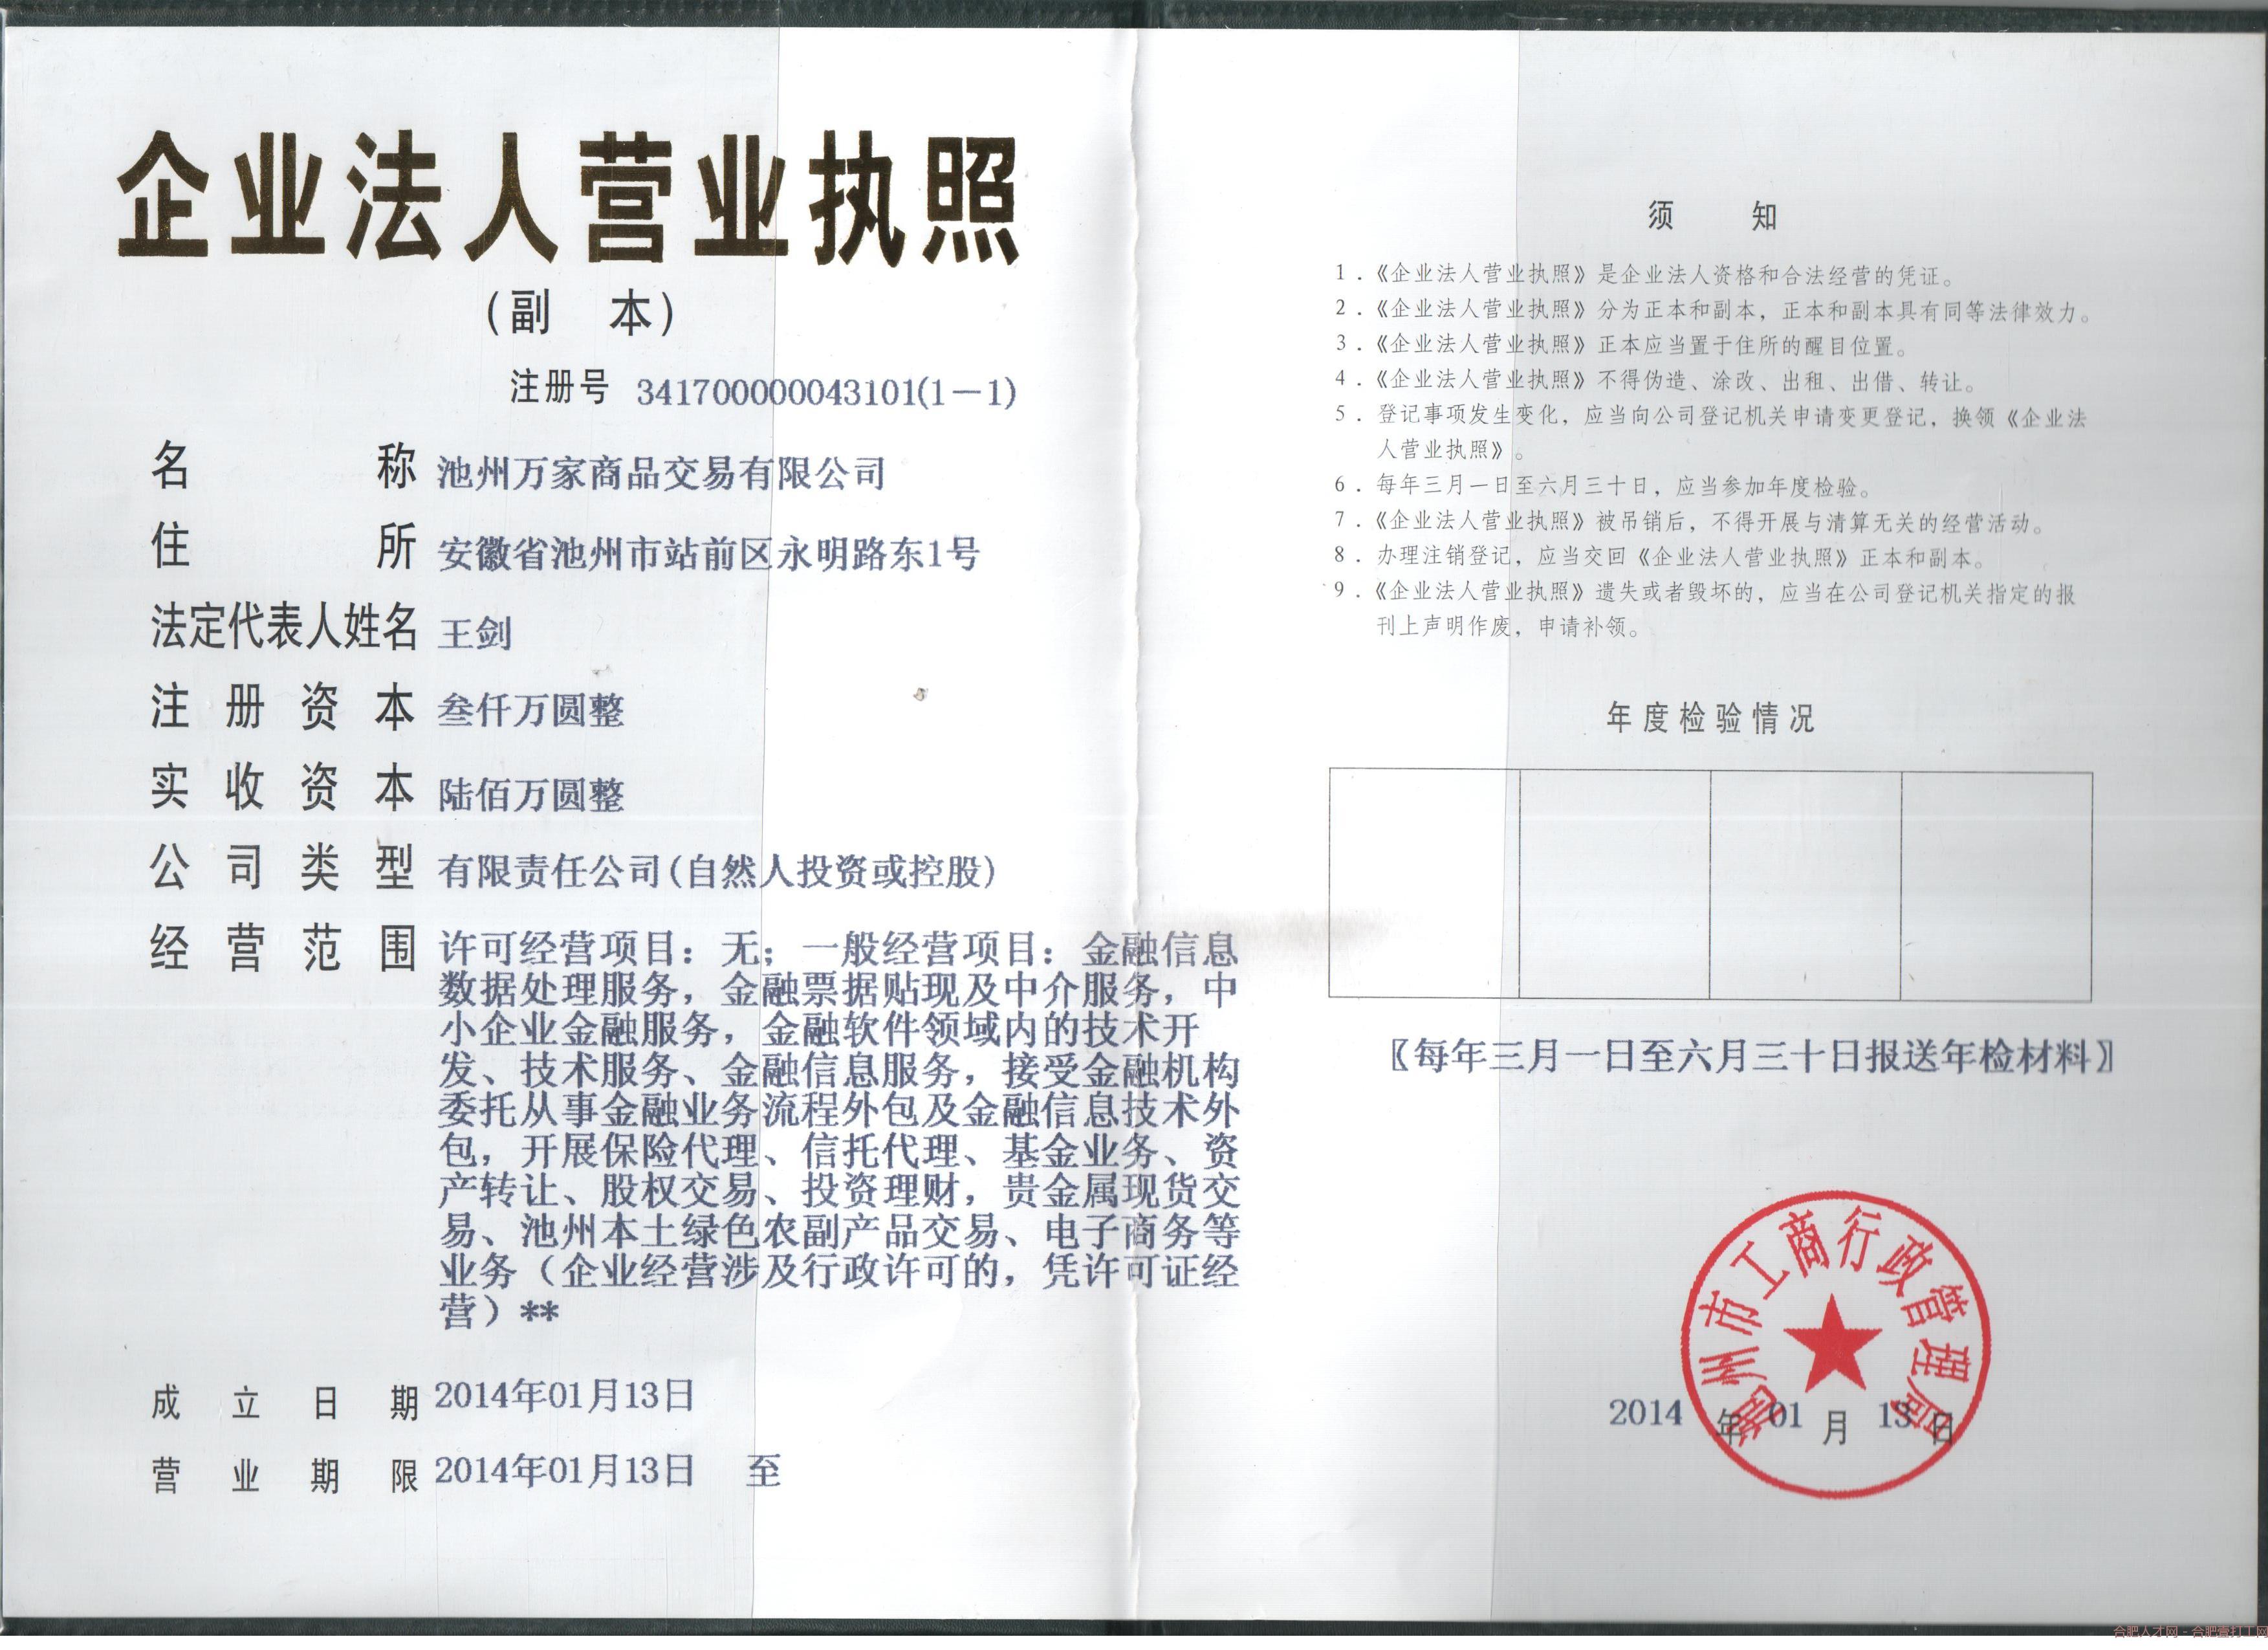 企业法人营业执照
(副 本)
注册号 341700000043101(1－1)
名 称 池州万家商品交易有限公司
住 所 安徽省池州市站前区永明路东1号
法定代表人姓名 王剑
注册资本 叁仟万圆整
实收资本 陆佰万圆整
公司类型 有限责任公司(自然人投资或控股)
经营范围 许可经营项目：无；一般经营项目：金融信息
数据处理服务，金融票据贴现及中介服务，中
小企业金融服务，金融软件领域内的技术开
发、技术服务、金融信息服务，接受金融机构
委托从事金融业务流程外包及金融信息技术外
包，开展保险代理、信托代理、基金业务、资
产转让、股权交易、投资理财，贵金属现货交
易、池州本土绿色农副产品交易、电子商务等
业务（企业经营涉及行政许可的，凭许可证经
营）**
成立日期 2014年01月13日
营业期限 2014年01月13日 至
须 知
1．《企业法人营业执照》是企业法人资格和合法经营的凭证。
2．《企业法人营业执照》分为正本和副本，正本和副本具有同等法律效力。
3．《企业法人营业执照》正本应当置于住所的醒目位置。
4．《企业法人营业执照》不得伪造、涂改、出租、出借、转让。
5．登记事项发生变化，应当向公司登记机关申请变更登记，换领《企业法
人营业执照》。
6．每年三月一日至六月三十日，应当参加年度检验。
7．《企业法人营业执照》被吊销后，不得开展与清算无关的经营活动。
8．办理注销登记，应当交回《企业法人营业执照》正本和副本。
9．《企业法人营业执照》遗失或者毁坏的，应当在公司登记机关指定的报
刊上声明作废，申请补领。
年度检验情况
〖每年三月一日至六月三十日报送年检材料〗
州市工商行政管理局
2014 年 01 月 13 日
合肥人才网 - 合肥壹打工网